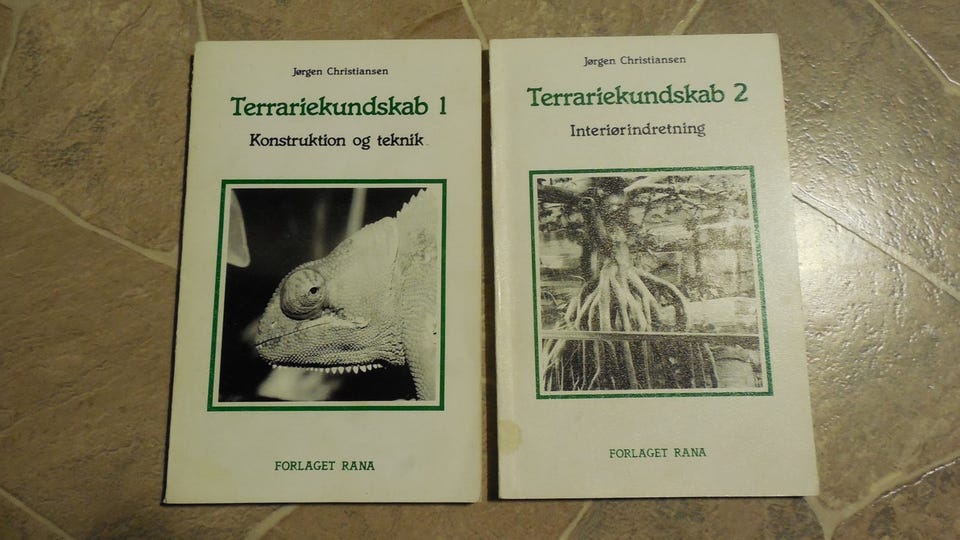 Jørgen Christiansen
Terrariekundskab 1
Konstruktion og teknik
FORLAGET RANA
Jørgen Christiansen
Terrariekundskab 2
Interiørindretning
FORLAGET RANA